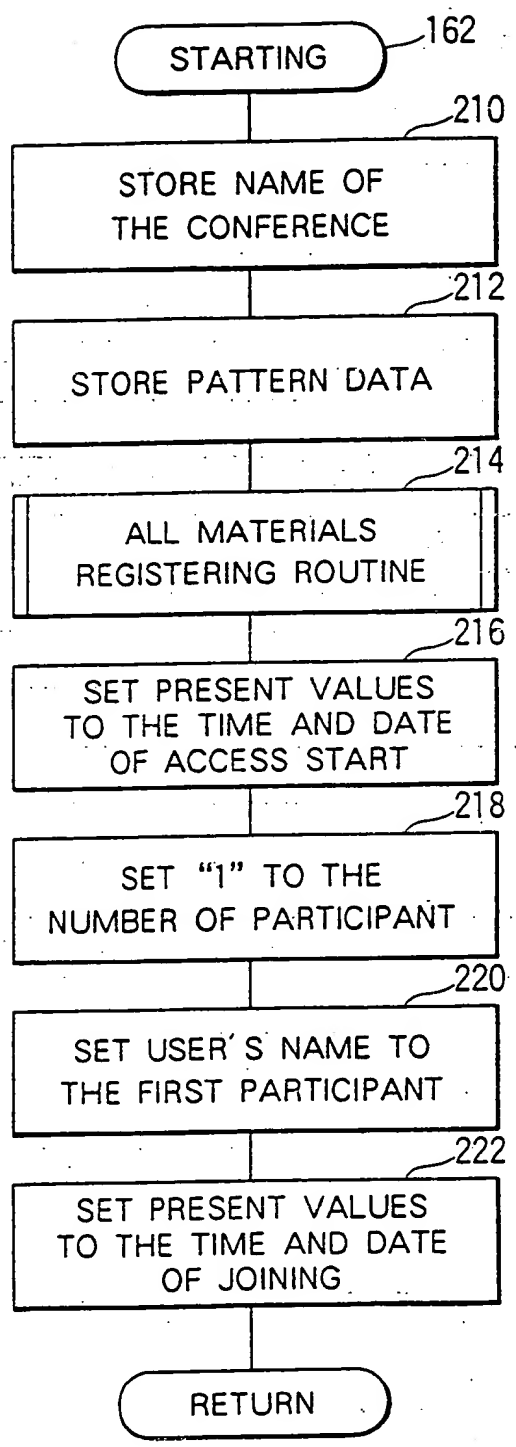 162
STARTING
210
STORE NAME OF
THE CONFERENCE
212
STORE PATTERN DATA
214
ALL MATERIALS
REGISTERING ROUTINE
216
SET PRESENT VALUES
TO THE TIME AND DATE
OF ACCESS START
218
SET “1” TO THE
NUMBER OF PARTICIPANT
220
SET USER'S NAME TO
THE FIRST PARTICIPANT
222
SET PRESENT VALUES
TO THE TIME AND DATE
OF JOINING
RETURN